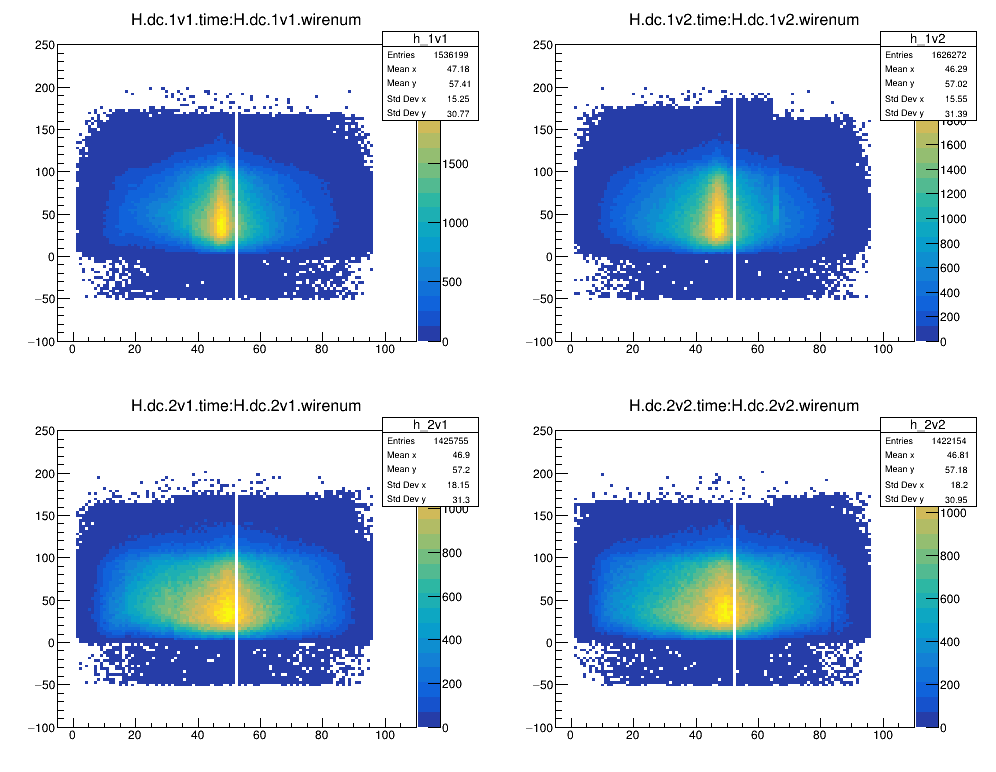 H.dc.1v1.time:H.dc.1v1.wirenum
h_1v1
Entries 1536199
Mean x 47.18
Mean y 57.41
Std Dev x 15.25
Std Dev y 30.77
250
200
150
100
50
0
−50
−100
0 20 40 60 80 100
1500
1000
500
0
H.dc.1v2.time:H.dc.1v2.wirenum
h_1v2
Entries 1626272
Mean x 46.29
Mean y 57.02
Std Dev x 15.55
Std Dev y 31.39
250
200
150
100
50
0
−50
−100
0 20 40 60 80 100
1800
1600
1400
1200
1000
800
600
400
200
0
H.dc.2v1.time:H.dc.2v1.wirenum
h_2v1
Entries 1425755
Mean x 46.9
Mean y 57.2
Std Dev x 18.15
Std Dev y 31.3
250
200
150
100
50
0
−50
−100
0 20 40 60 80 100
1000
800
600
400
200
0
H.dc.2v2.time:H.dc.2v2.wirenum
h_2v2
Entries 1422154
Mean x 46.81
Mean y 57.18
Std Dev x 18.2
Std Dev y 30.95
250
200
150
100
50
0
−50
−100
0 20 40 60 80 100
1000
800
600
400
200
0